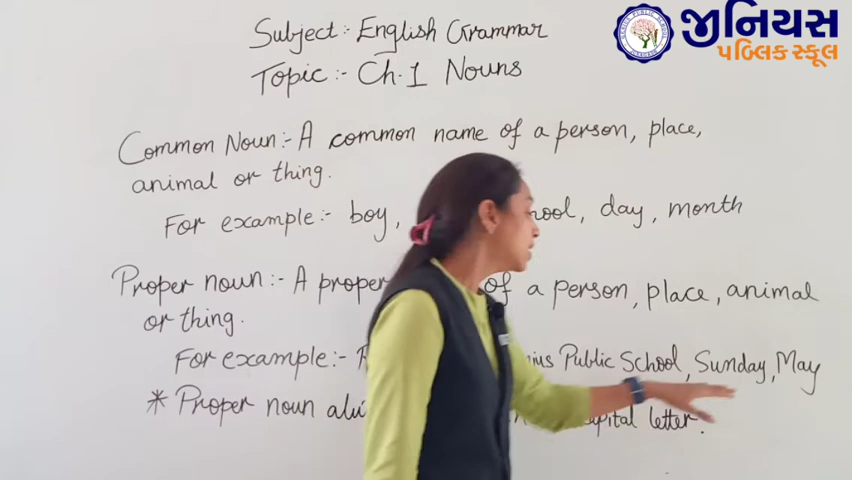 જીનિયસ
પબ્લિક સ્કૂલ
Subject:- English Grammar
Topic:- Ch.1 Nouns
Common Noun:- A common name of a person, place,
animal or thing.
For example:- boy, day, month
Proper noun:- A proper of a person, place, animal
or thing.
For example:- Public School, Sunday, May
* Proper noun letter.